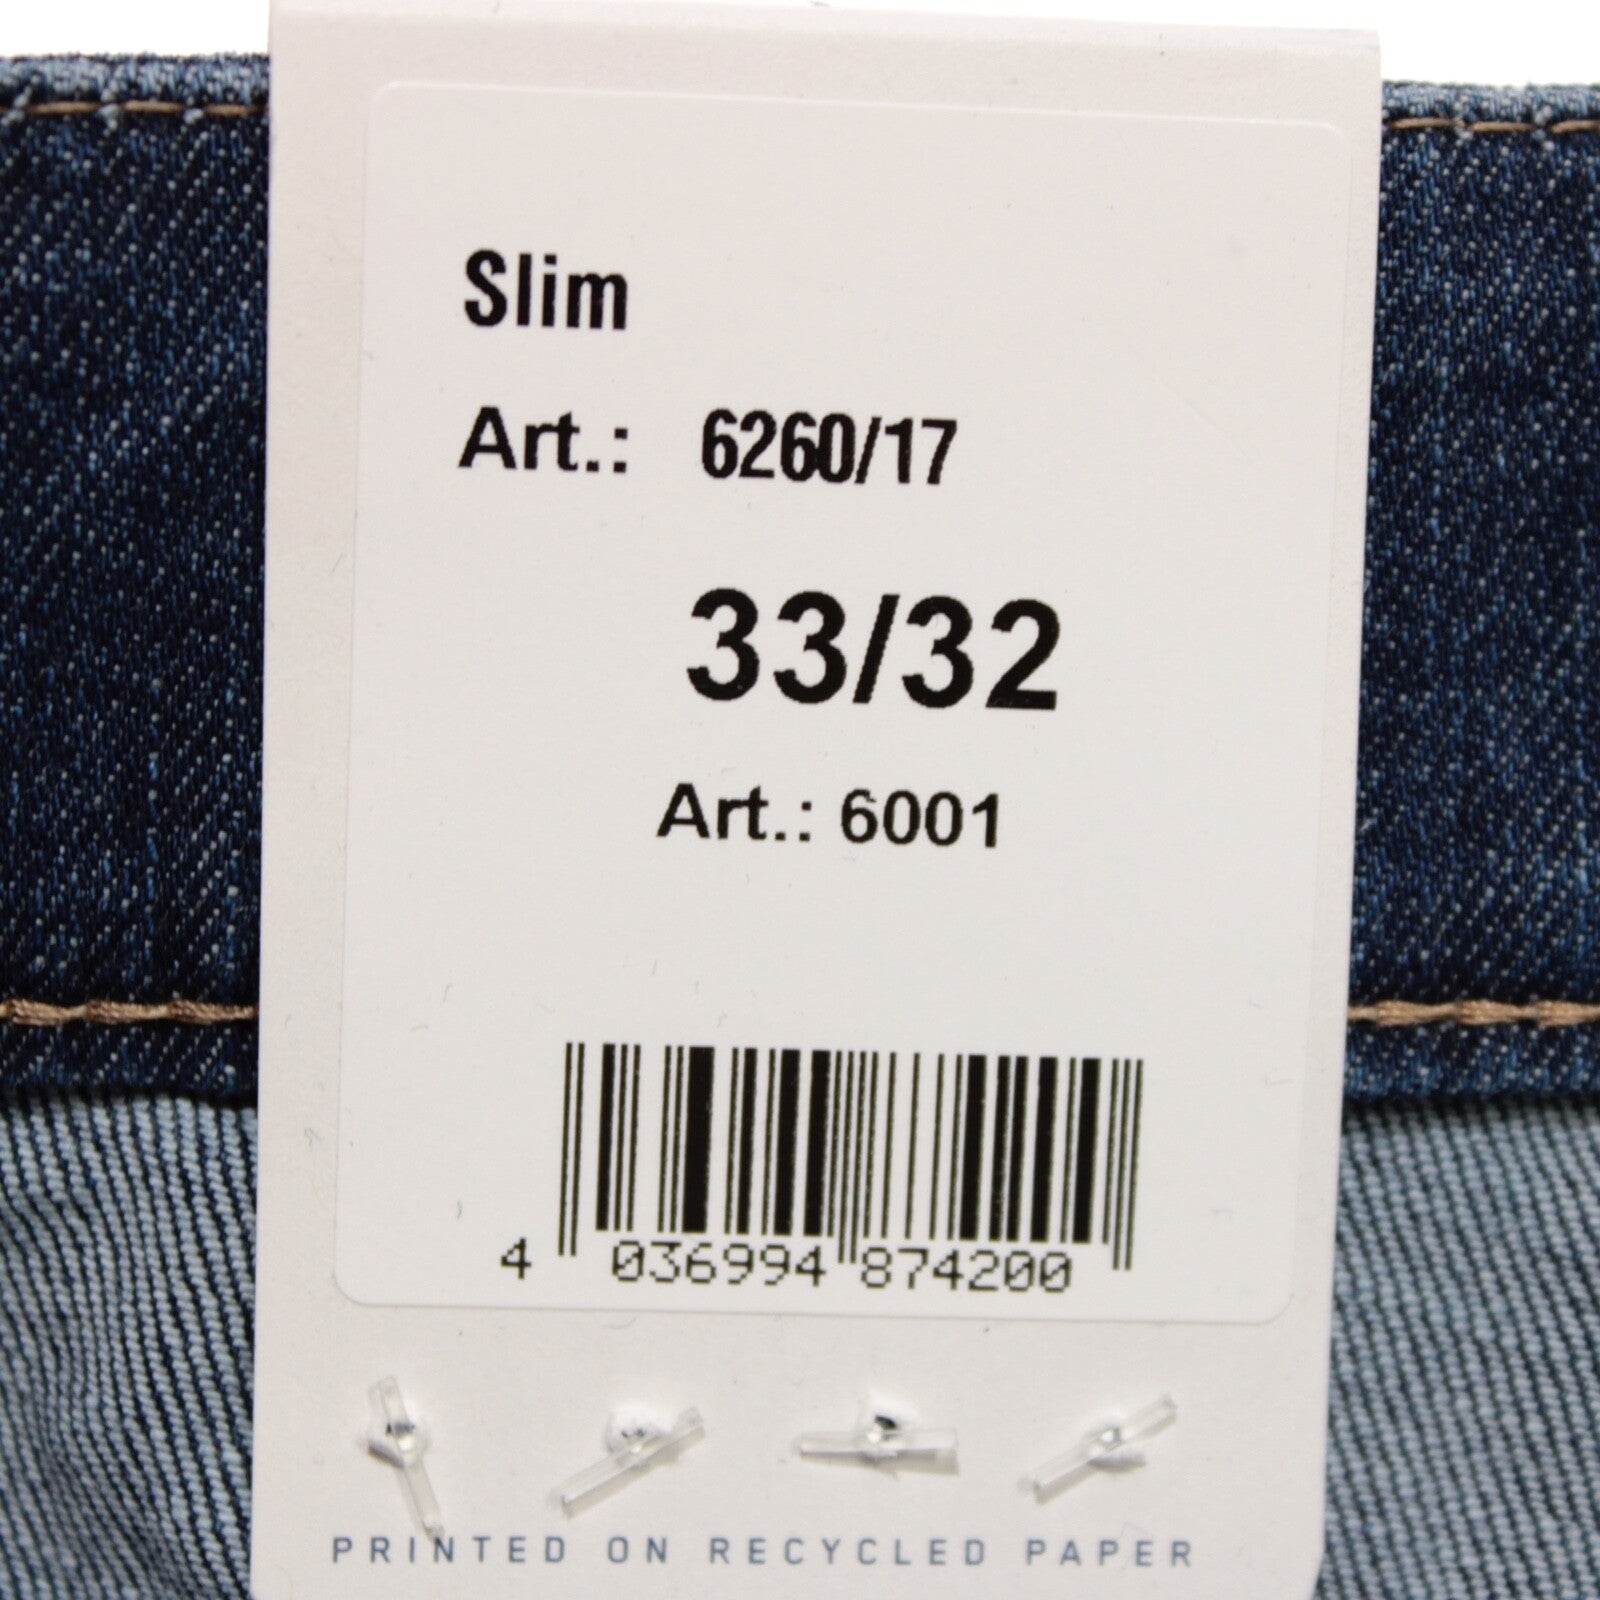 Slim
Art.: 6260/17
33/32
Art.: 6001
4 036994 874200
PRINTED ON RECYCLED PAPER